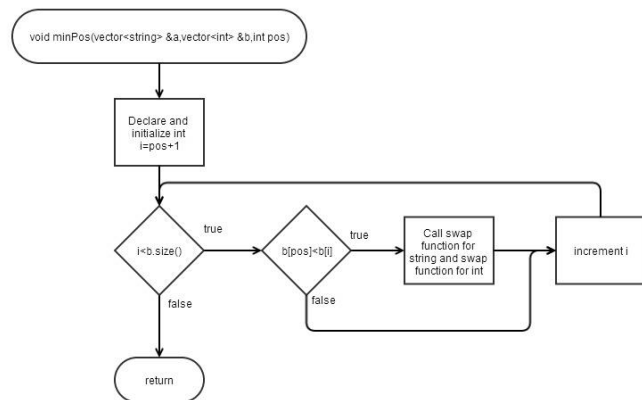 void minPos(vector<string> &a,vector<int> &b,int pos)
Declare and
initialize int
i=pos+1
i<b.size()
true
b[pos]<b[i]
true
Call swap
function for
string and swap
function for int
increment i
false
false
return